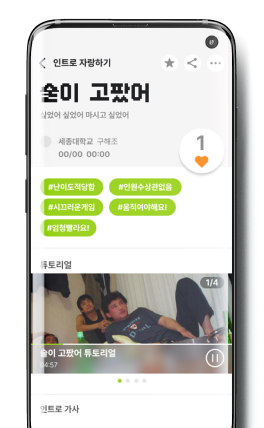 인트로 자랑하기
술이 고팠어
싶었어 싶었어 마시고 싶었어
세종대학교 구해조
00/00 00:00
1
#난이도적당함 #인원수상관없음
#시끄러운게임 #움직여야해요!
#엄청빨라요!
튜토리얼
1/4
술이 고팠어 튜토리얼
04:57
인트로 가사